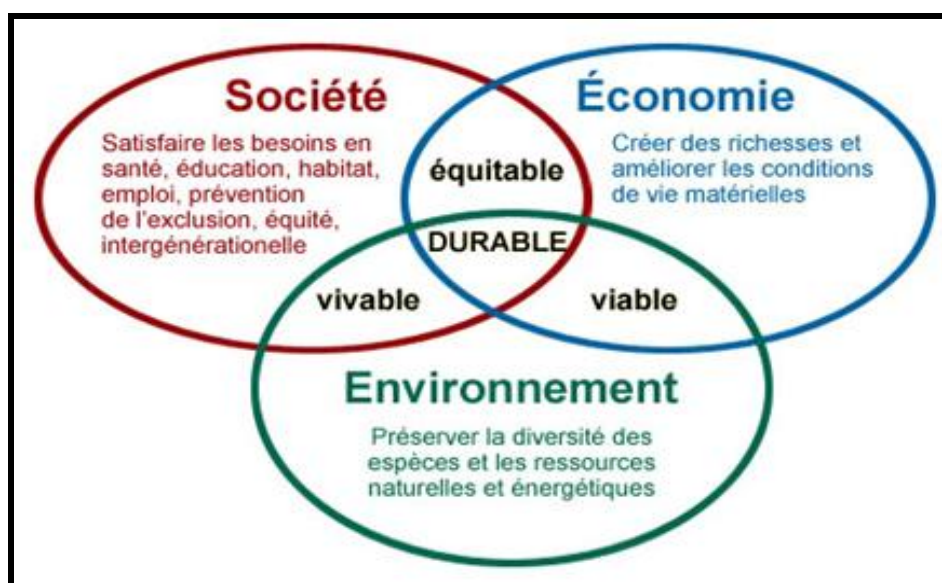 Société
Satisfaire les besoins en
santé, éducation, habitat,
emploi, prévention
de l'exclusion, équité,
intergénérationelle
Économie
Créer des richesses et
améliorer les conditions
de vie matérielles
équitable
DURABLE
vivable
viable
Environnement
Préserver la diversité des
espèces et les ressources
naturelles et énergétiques